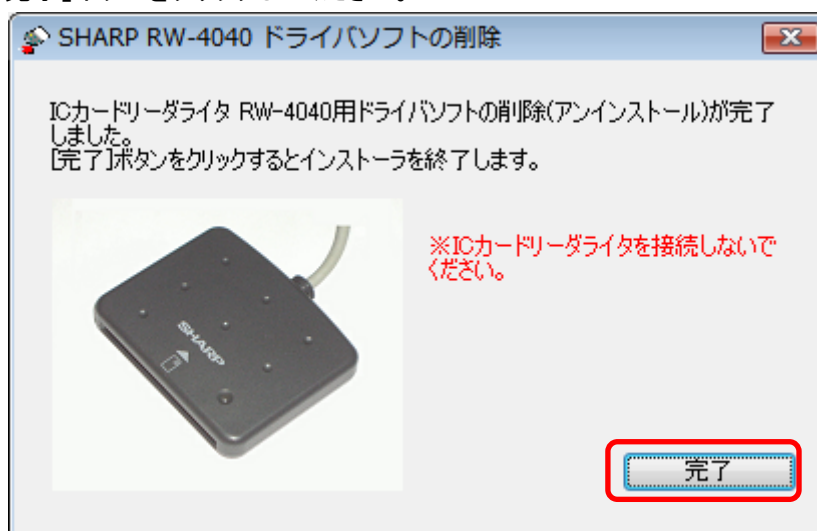 SHARP RW-4040 ドライバソフトの削除
ICカードリーダライタ RW-4040用ドライバソフトの削除(アンインストール)が完了
しました。
[完了]ボタンをクリックするとインストーラを終了します。
※ICカードリーダライタを接続しないで
ください。
SHARP
完了